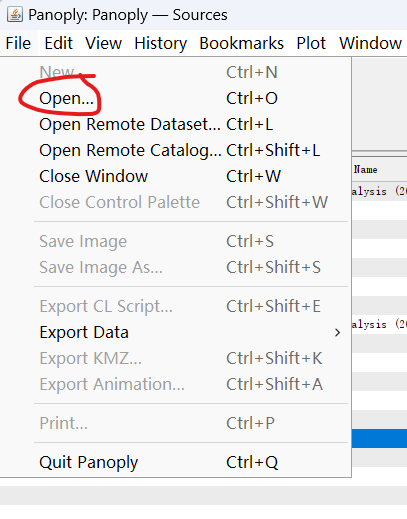 Panoply: Panoply — Sources
File Edit View History Bookmarks Plot Window
New... Ctrl+N
Open... Ctrl+O
Open Remote Dataset... Ctrl+L
Open Remote Catalog... Ctrl+Shift+L
Close Window Ctrl+W
Name
Close Control Palette Ctrl+Shift+W
alysis (20
Save Image Ctrl+S
Save Image As... Ctrl+Shift+S
Export CL Script... Ctrl+Shift+E
Export Data >
alysis (20
Export KMZ... Ctrl+Shift+K
Export Animation... Ctrl+Shift+A
Print... Ctrl+P
Quit Panoply Ctrl+Q